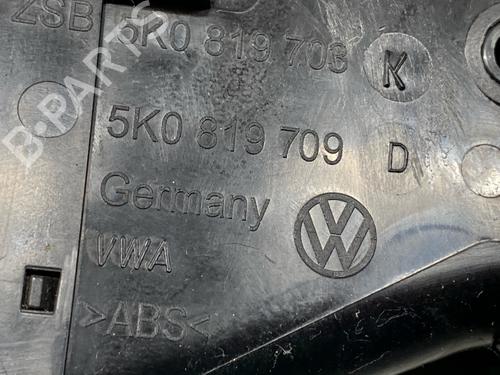 ZSB 5K0 819 703 K
5K0 819 709 D
Germany
VWA
>ABS<
B-PARTS